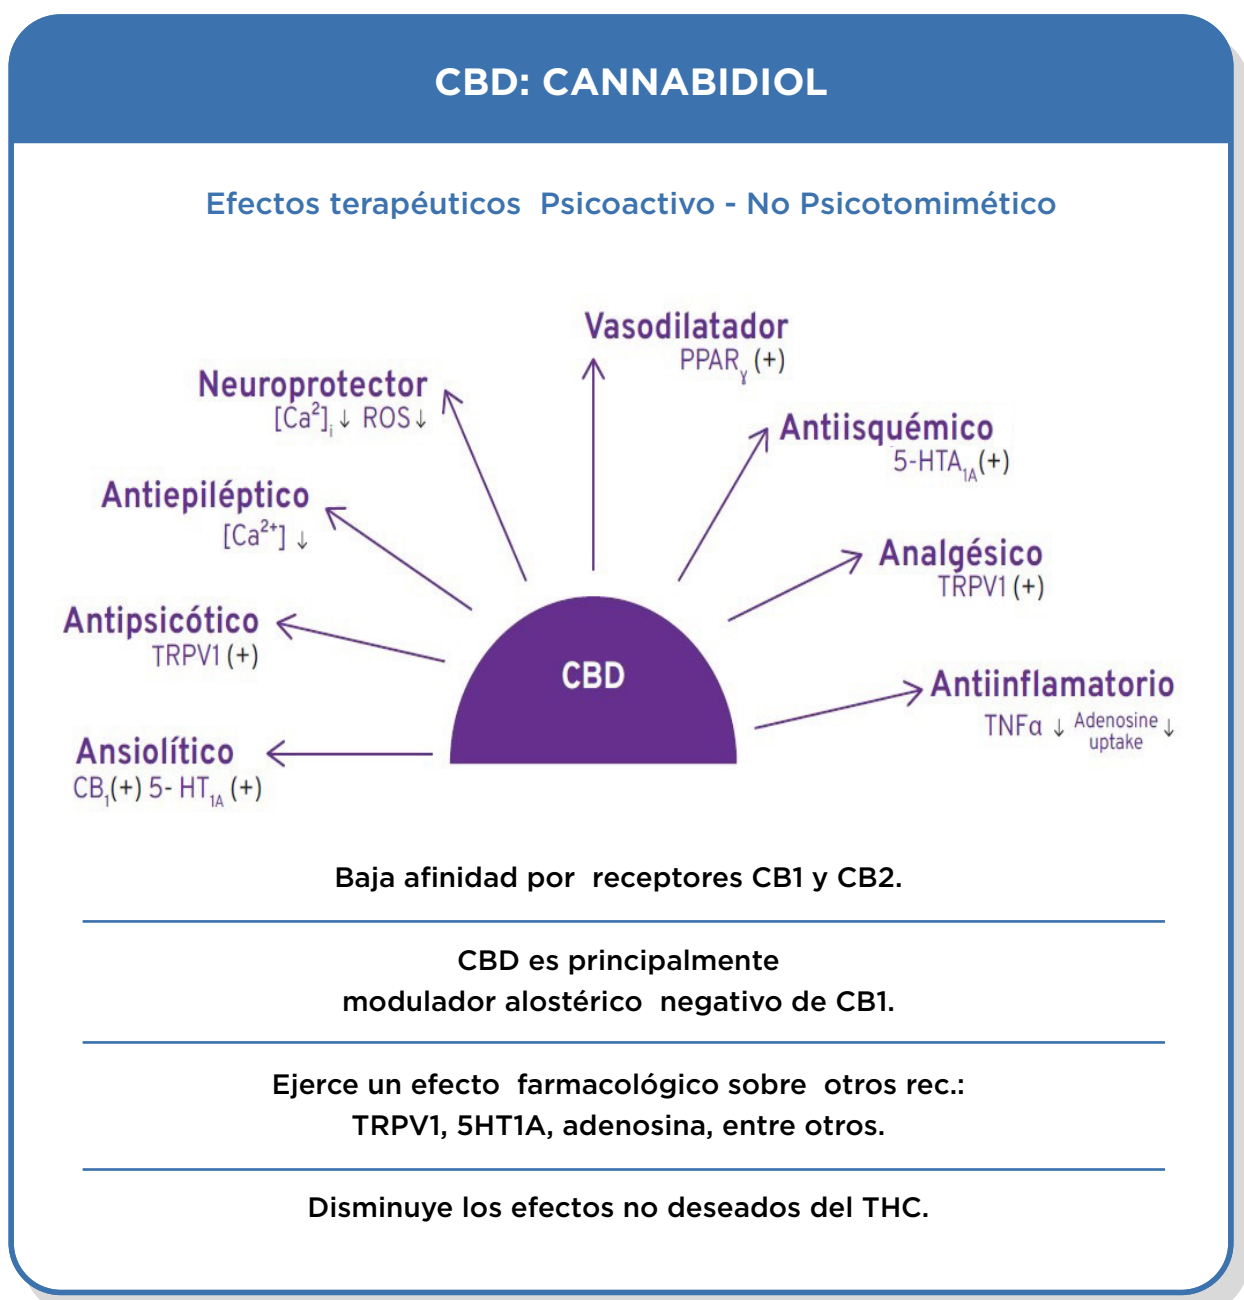 CBD: CANNABIDIOL
Efectos terapéuticos Psicoactivo - No Psicotomimético
Vasodilatador
PPARɣ (+)
Neuroprotector
[Ca²]ᵢ ↓ ROS ↓
Antiisquémico
5-HTA₁A(+)
Antiepiléptico
[Ca²⁺] ↓
Analgésico
TRPV1 (+)
Antipsicótico
TRPV1 (+)
CBD
Antiinflamatorio
TNFα ↓ Adenosine uptake ↓
Ansiolítico
CB₁(+) 5- HT₁A (+)
Baja afinidad por receptores CB1 y CB2.
CBD es principalmente
modulador alostérico negativo de CB1.
Ejerce un efecto farmacológico sobre otros rec.:
TRPV1, 5HT1A, adenosina, entre otros.
Disminuye los efectos no deseados del THC.